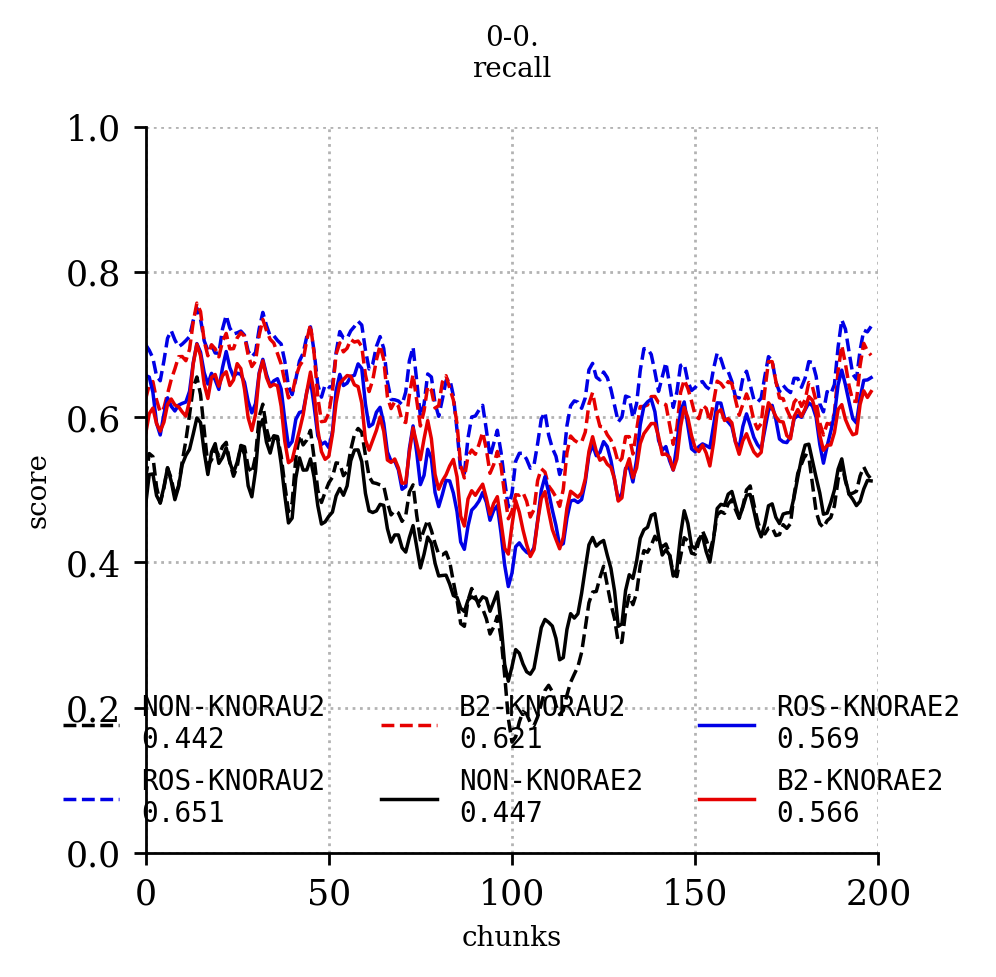 0-0.
recall
1.0
0.8
0.6
0.4
0.2
0.0
score
NON-KNORAU2
0.442
ROS-KNORAU2
0.651
B2-KNORAU2
0.621
NON-KNORAE2
0.447
ROS-KNORAE2
0.569
B2-KNORAE2
0.566
0 50 100 150 200
chunks